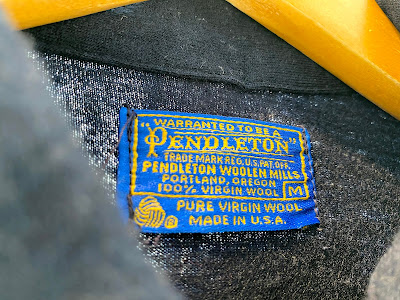 "WARRANTED TO BE A
"PENDLETON"
TRADE MARK REG. U.S. PAT. OFF.
PENDLETON WOOLEN MILLS
PORTLAND, OREGON
100% VIRGIN WOOL M
PURE VIRGIN WOOL
MADE IN U.S.A.